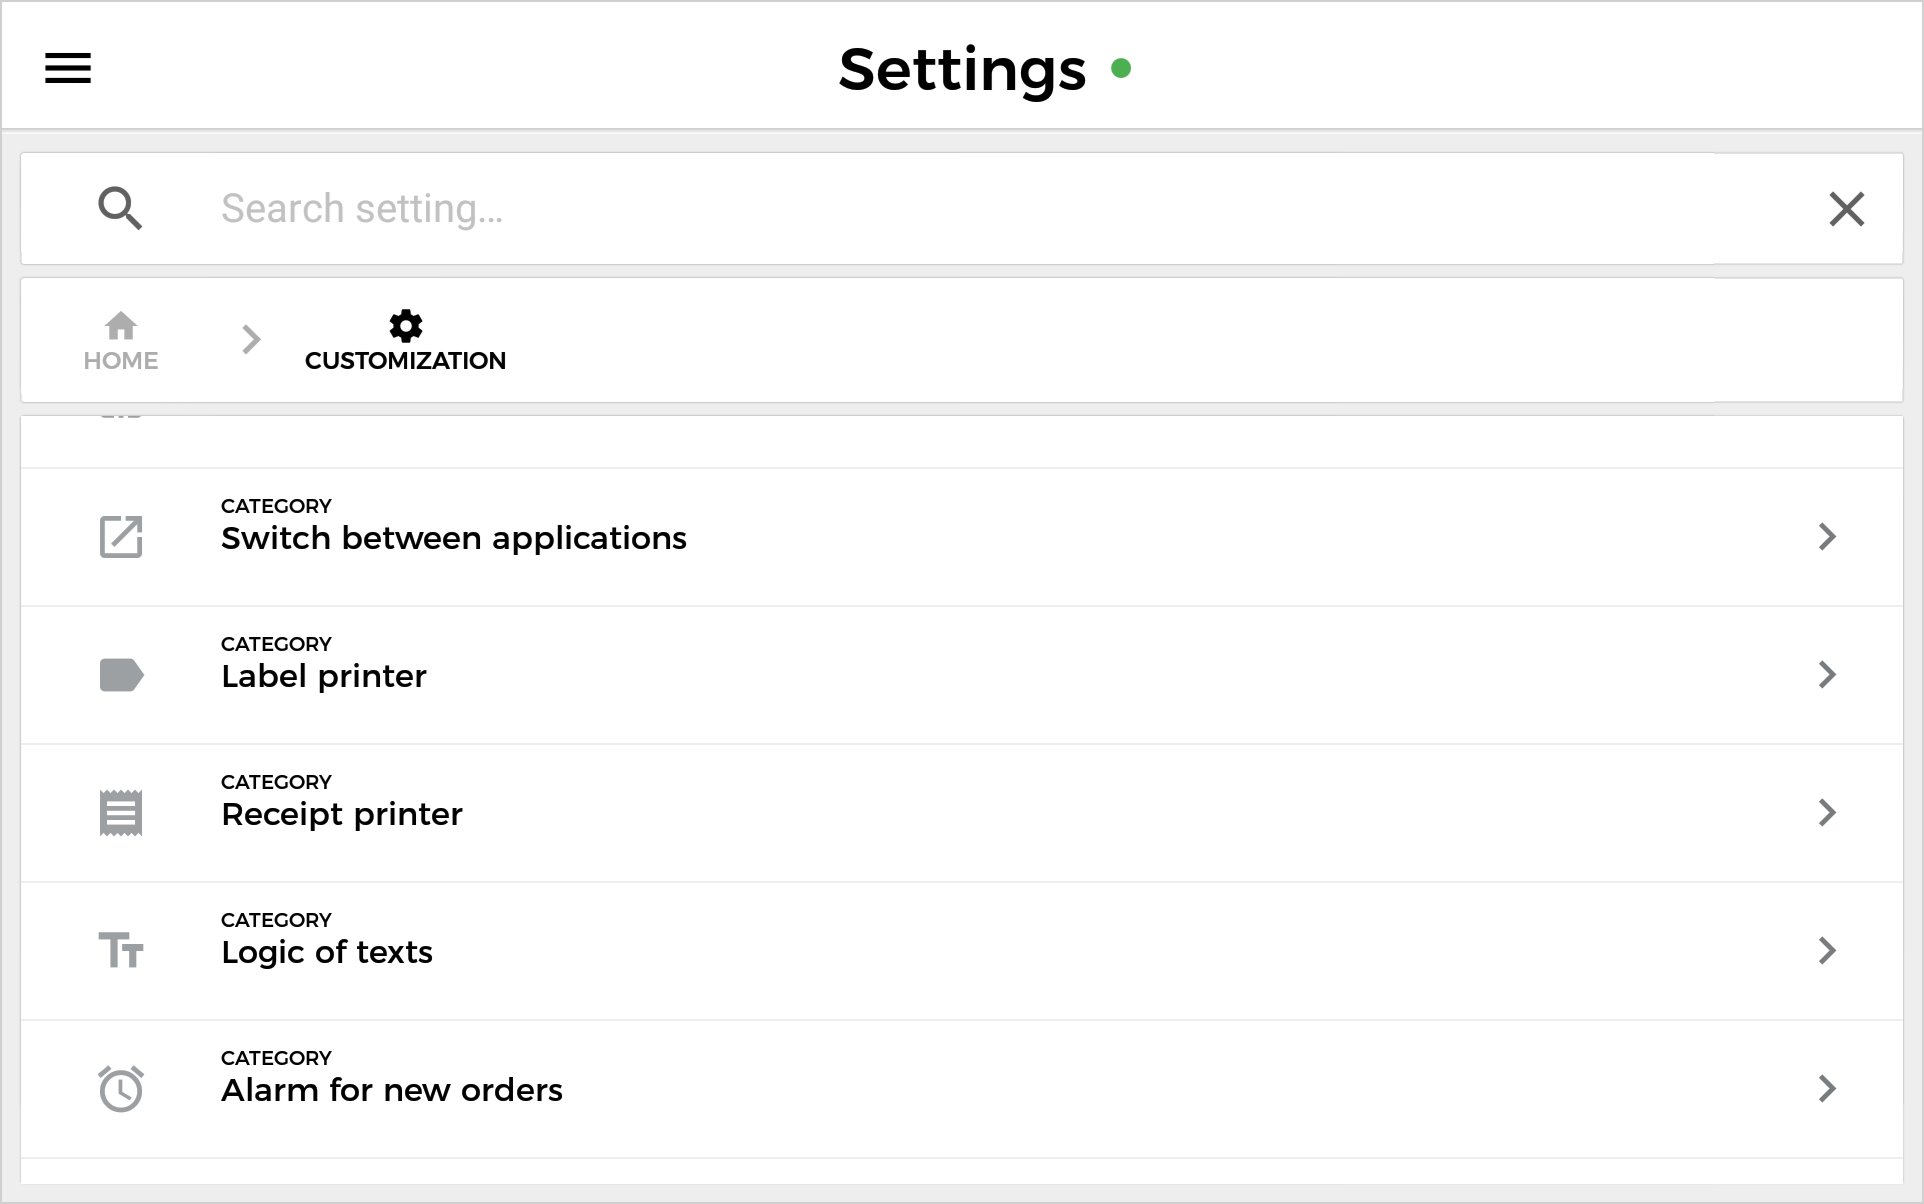 Settings
Search setting...
HOME
CUSTOMIZATION
CATEGORY
Switch between applications
CATEGORY
Label printer
CATEGORY
Receipt printer
CATEGORY
Logic of texts
CATEGORY
Alarm for new orders